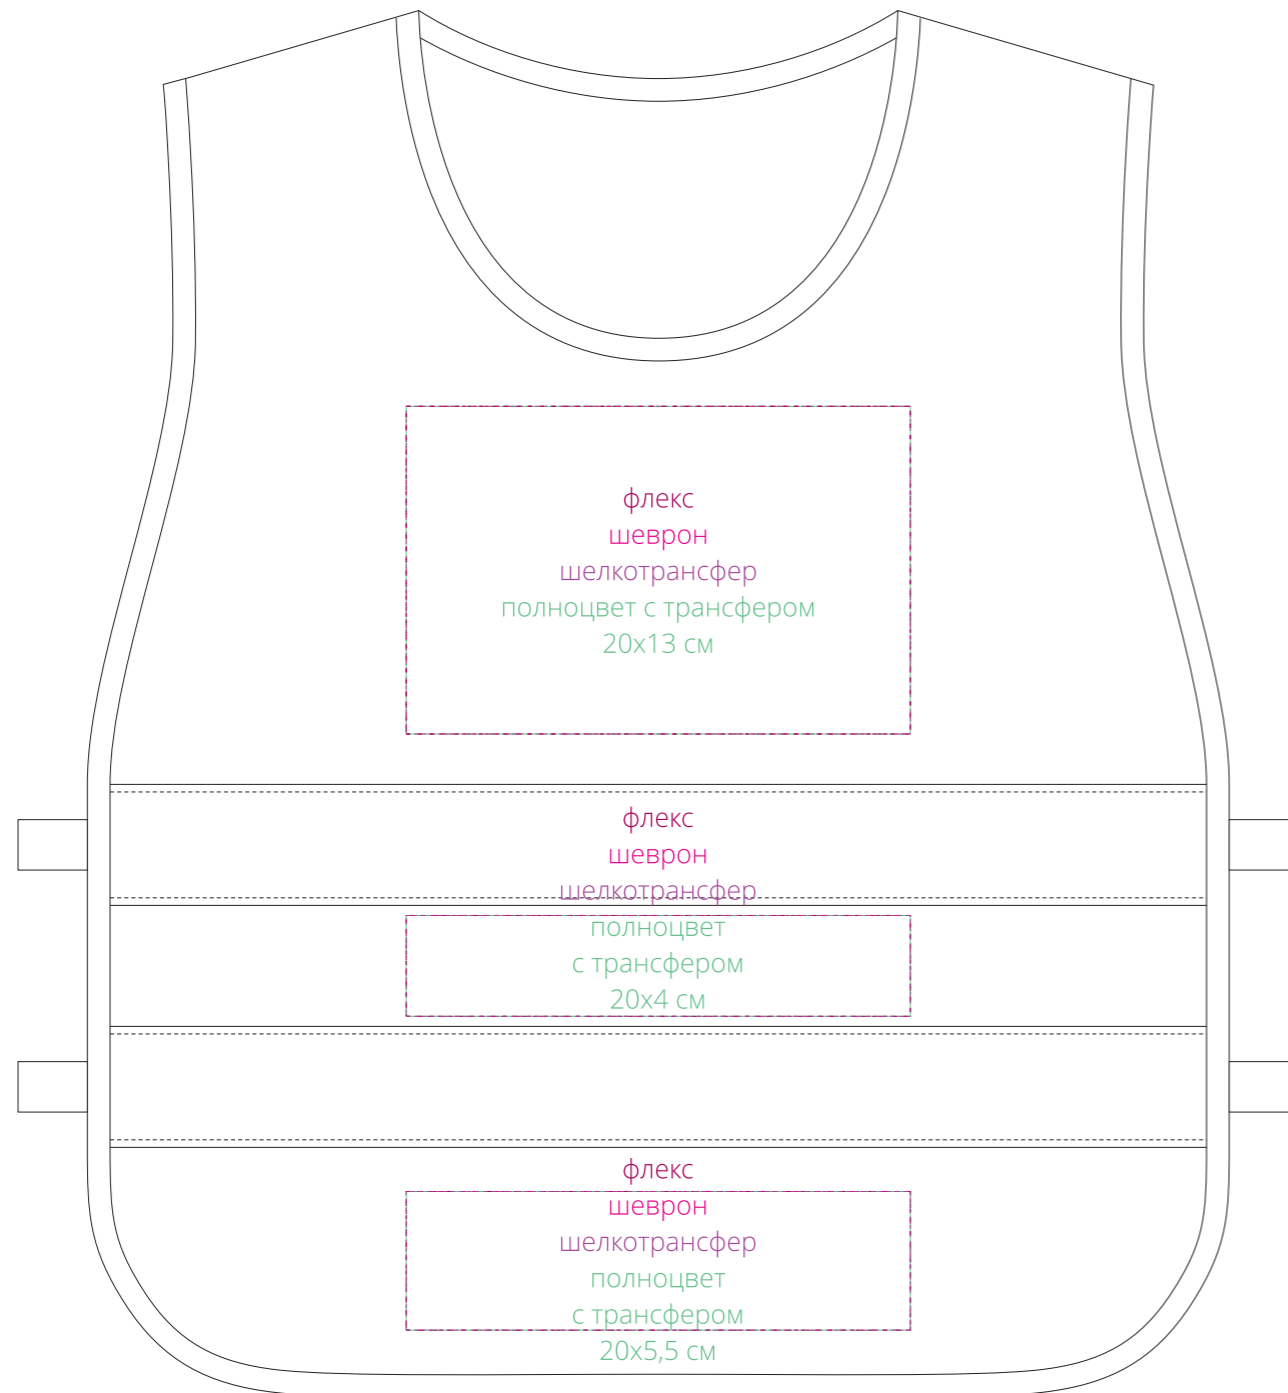 флекс
шеврон
шелкотрансфер
полноцвет с трансфером
20х13 см
флекс
шеврон
шелкотрансфер
полноцвет
с трансфером
20х4 см
флекс
шеврон
шелкотрансфер
полноцвет
с трансфером
20х5,5 см